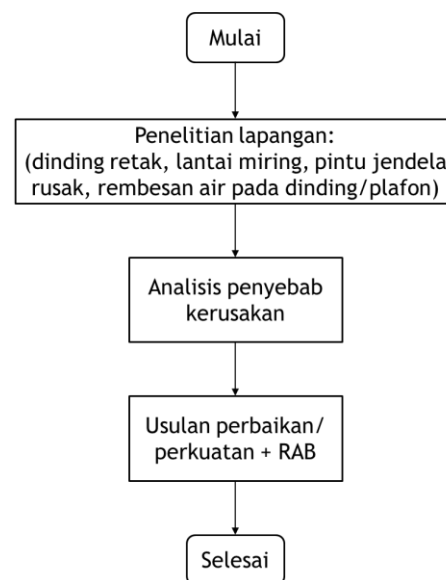 Mulai
Penelitian lapangan:
(dinding retak, lantai miring, pintu jendela
rusak, rembesan air pada dinding/plafon)
Analisis penyebab
kerusakan
Usulan perbaikan/
perkuatan + RAB
Selesai